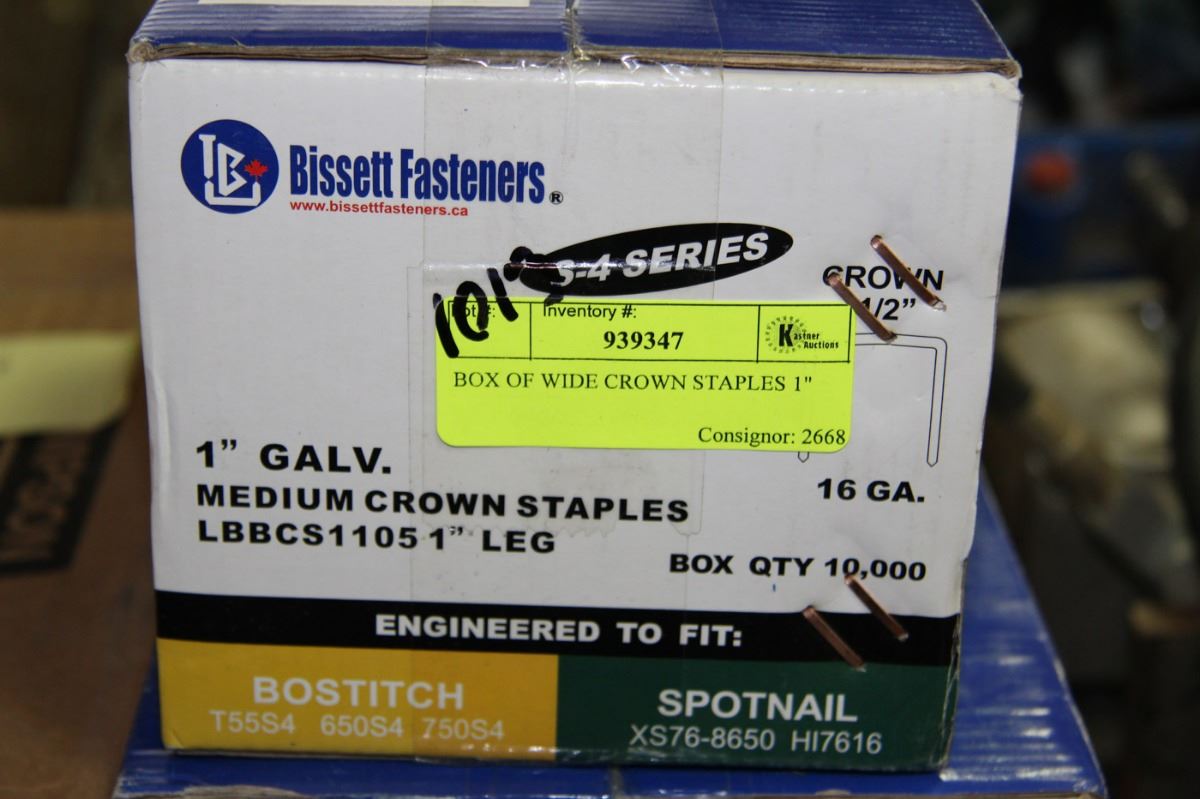 Bissett Fasteners ®
www.bissettfasteners.ca
S-4 SERIES
CROWN
1/2”
Inventory #:
939347
Kastner
Auctions
BOX OF WIDE CROWN STAPLES 1"
Consignor: 2668
1” GALV.
MEDIUM CROWN STAPLES
LBBCS1105 1” LEG
16 GA.
BOX QTY 10,000
ENGINEERED TO FIT:
BOSTITCH
T55S4 650S4 750S4
SPOTNAIL
XS76-8650 HI7616